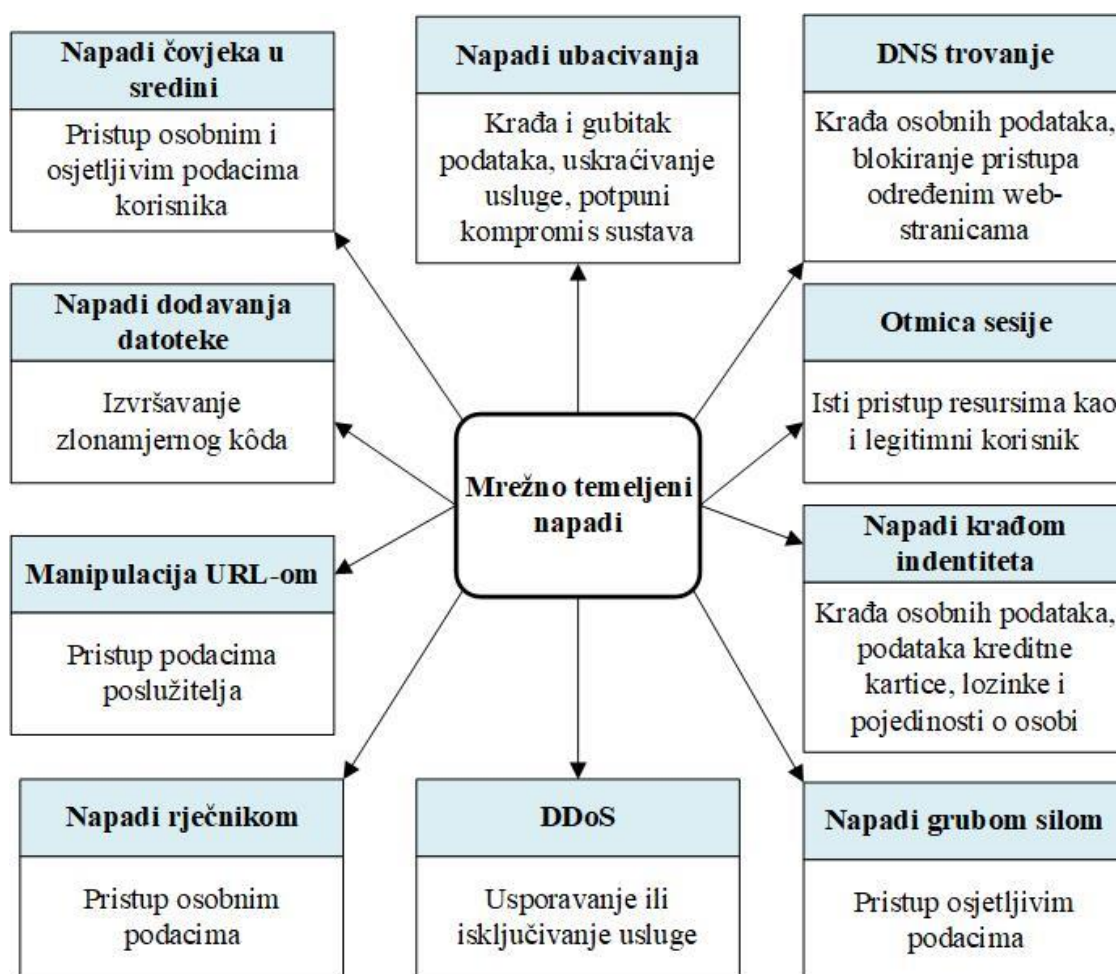 Napadi čovjeka u
sredini
Pristup osobnim i
osjetljivim podacima
korisnika
Napadi ubacivanja
Krađa i gubitak
podataka, uskraćivanje
usluge, potpuni
kompromis sustava
DNS trovanje
Krađa osobnih podataka,
blokiranje pristupa
određenim web-
stranicama
Napadi dodavanja
datoteke
Izvršavanje
zlonamjernog kôda
Otmica sesije
Isti pristup resursima kao
i legitimni korisnik
Mrežno temeljeni
napadi
Manipulacija URL-om
Pristup podacima
poslužitelja
Napadi krađom
indentiteta
Krađa osobnih podataka,
podataka kreditne
kartice, lozinke i
pojedinosti o osobi
Napadi rječnikom
Pristup osobnim
podacima
DDoS
Usporavanje ili
isključivanje usluge
Napadi grubom silom
Pristup osjetljivim
podacima